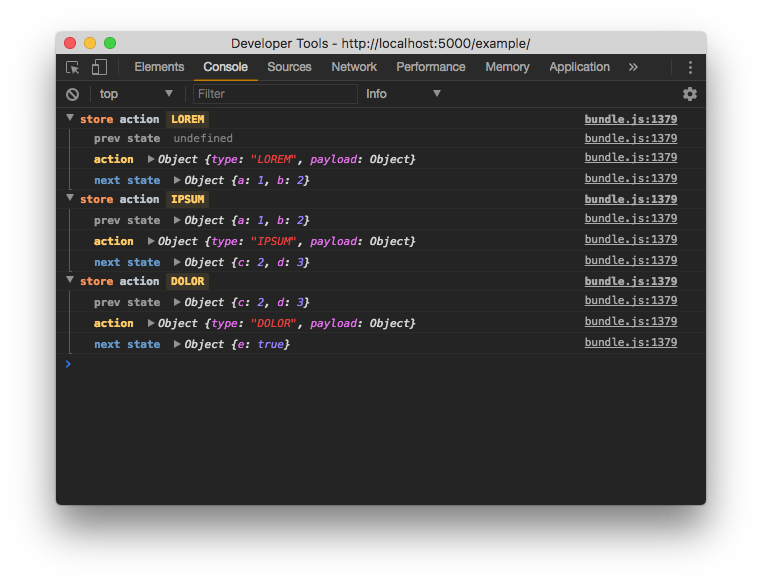 Developer Tools - http://localhost:5000/example/
Elements Console Sources Network Performance Memory Application »
top Filter Info
store action LOREM bundle.js:1379
prev state undefined bundle.js:1379
action Object {type: "LOREM", payload: Object} bundle.js:1379
next state Object {a: 1, b: 2} bundle.js:1379
store action IPSUM bundle.js:1379
prev state Object {a: 1, b: 2} bundle.js:1379
action Object {type: "IPSUM", payload: Object} bundle.js:1379
next state Object {c: 2, d: 3} bundle.js:1379
store action DOLOR bundle.js:1379
prev state Object {c: 2, d: 3} bundle.js:1379
action Object {type: "DOLOR", payload: Object} bundle.js:1379
next state Object {e: true} bundle.js:1379